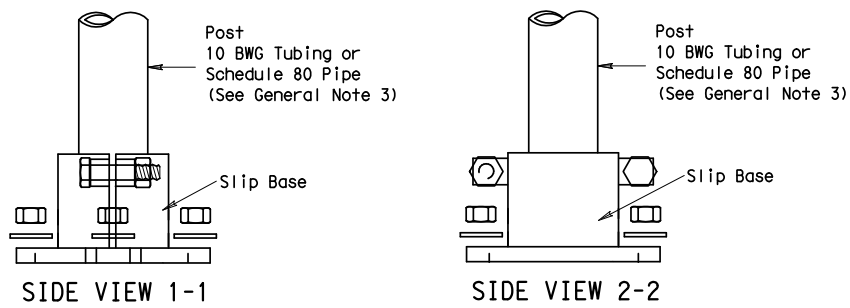 Post
10 BWG Tubing or
Schedule 80 Pipe
(See General Note 3)
Slip Base
SIDE VIEW 1-1
Post
10 BWG Tubing or
Schedule 80 Pipe
(See General Note 3)
Slip Base
SIDE VIEW 2-2